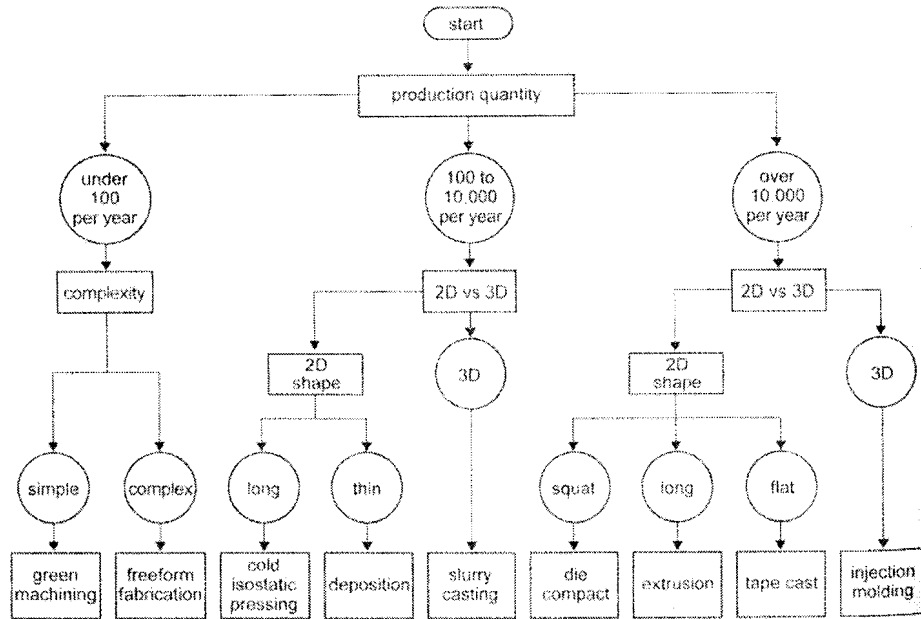 start
production quantity
under
100
per year
100 to
10,000
per year
over
10,000
per year
complexity
2D vs 3D
2D vs 3D
2D
shape
3D
2D
shape
3D
simple
complex
long
thin
squat
long
flat
green
machining
freeform
fabrication
cold
isostatic
pressing
deposition
slurry
casting
die
compact
extrusion
tape cast
injection
molding